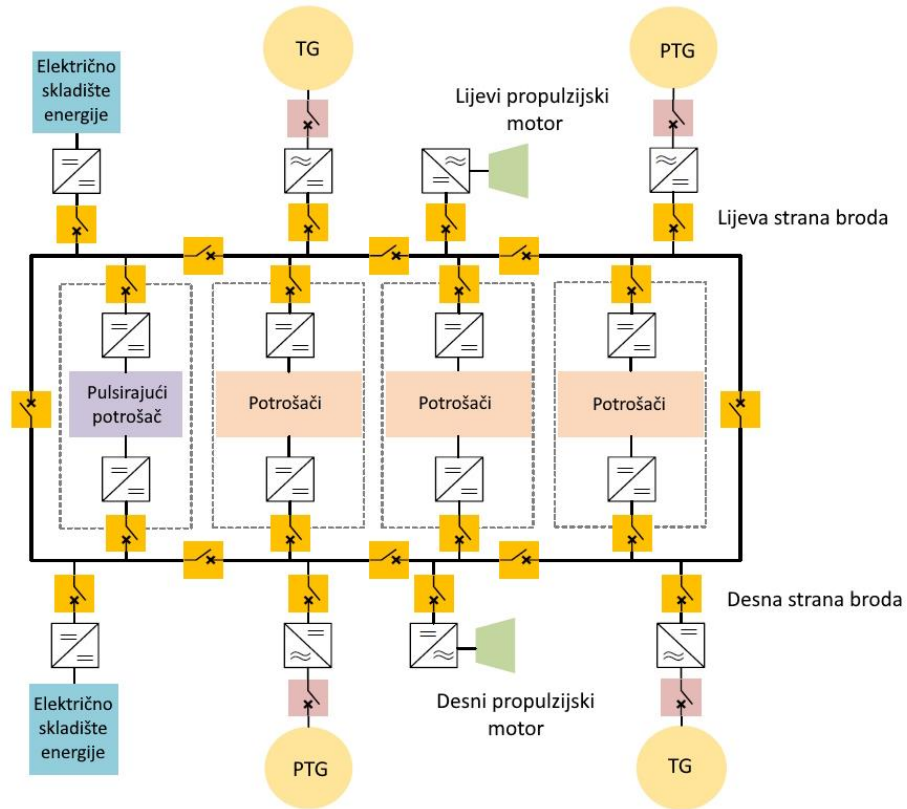 TG
PTG
Električno
skladište
energije
Lijevi propulzijski
motor
Lijeva strana broda
Pulsirajući
potrošač
Potrošači
Potrošači
Potrošači
Desna strana broda
Električno
skladište
energije
Desni propulzijski
motor
PTG
TG